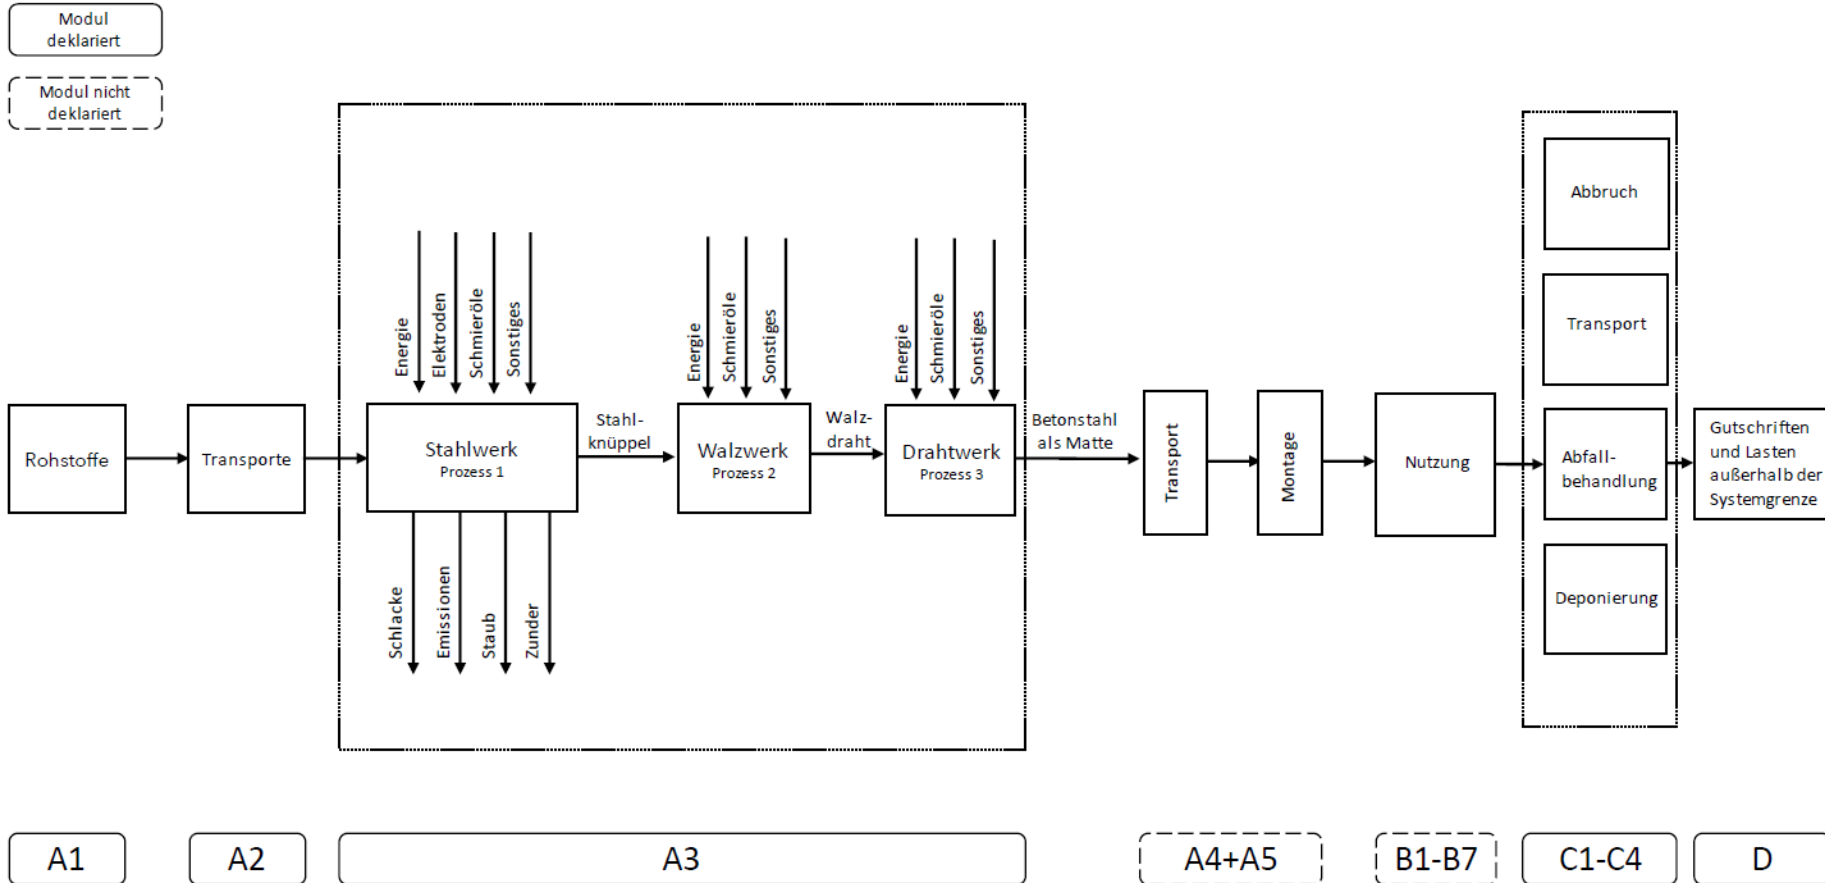 Modul
deklariert
Modul nicht
deklariert
Energie
Elektroden
Schmieröle
Sonstiges
Energie
Schmieröle
Sonstiges
Energie
Schmieröle
Sonstiges
Rohstoffe
Transporte
Stahlwerk
Prozess 1
Stahl-
knüppel
Walzwerk
Prozess 2
Walz-
draht
Drahtwerk
Prozess 3
Betonstahl
als Matte
Transport
Montage
Nutzung
Abbruch
Transport
Abfall-
behandlung
Deponierung
Gutschriften
und Lasten
außerhalb der
Systemgrenze
Schlacke
Emissionen
Staub
Zunder
A1
A2
A3
A4+A5
B1-B7
C1-C4
D